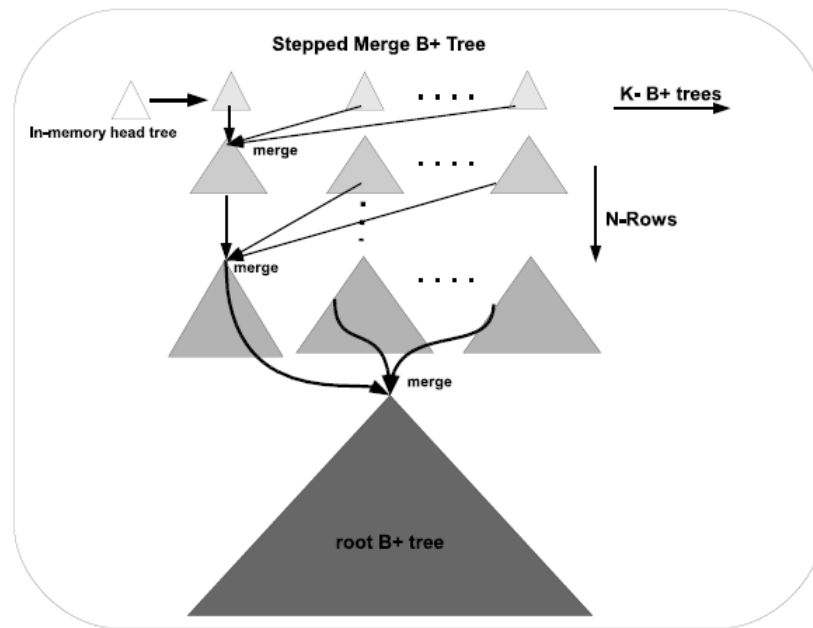 Stepped Merge B+ Tree
K- B+ trees
In-memory head tree
merge
N-Rows
merge
merge
root B+ tree